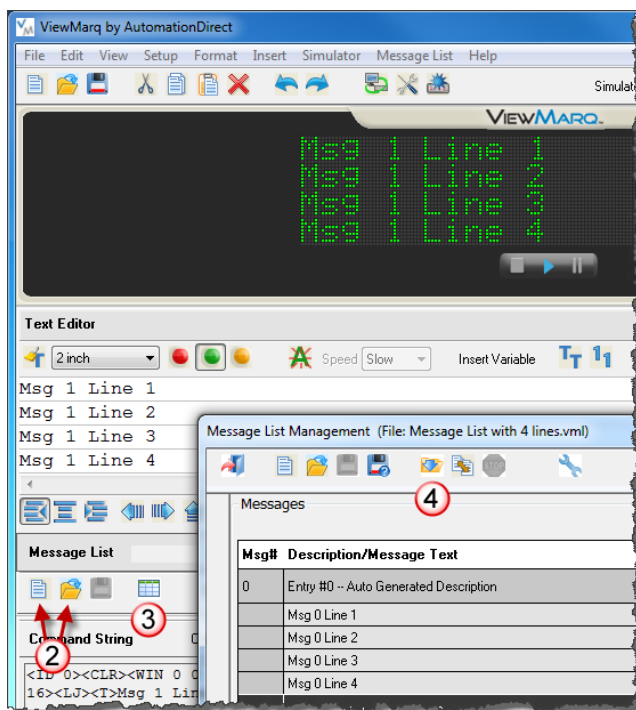 ViewMarq by AutomationDirect
File Edit View Setup Format Insert Simulator Message List Help
VIEWMARQ
Msg 1 Line 1
Msg 1 Line 2
Msg 1 Line 3
Msg 1 Line 4
Text Editor
2 inch Speed Slow Insert Variable
Msg 1 Line 1
Msg 1 Line 2
Msg 1 Line 3
Msg 1 Line 4
Message List Management (File: Message List with 4 lines.vml)
STOP
4
Messages
Message List
Msg# Description/Message Text
0 Entry #0 -- Auto Generated Description
Msg 0 Line 1
Msg 0 Line 2
Msg 0 Line 3
Msg 0 Line 4
3
2
Command String
<ID 0><CLR><WIN 0 0
16><LJ><T>Msg 1